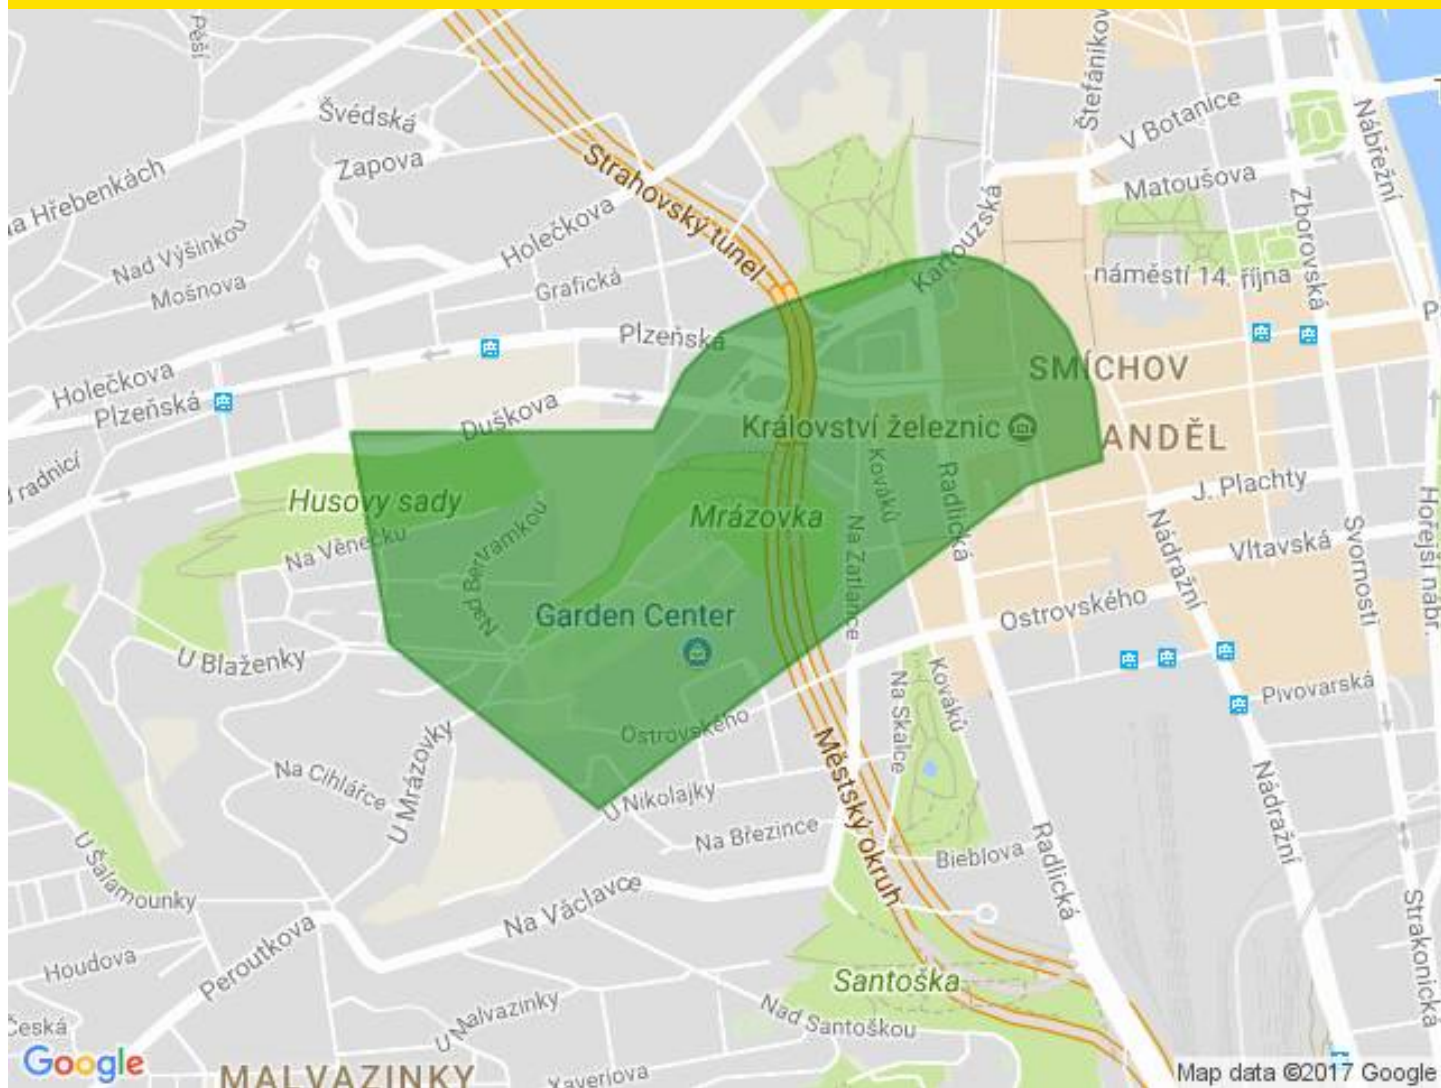 Pěší
Štefánikov
Švédská
V Botanice
Nábřežní
Zapova
Strahovský tunel
Matoušova
na Hřebenkách
Holečkova
Kartouzská
Zborovská
Nad Výšinkou
Mošnova
Grafická
náměstí 14. října
P
Plzeňská
Holečkova
Plzeňská
SMÍCHOV
Duškova
Království železnic
ANDĚL
U radnicí
Kováků
Radlická
J. Plachty
Husovy sady
Mrázovka
Na Zatlance
Nádražní
Hořejší nábř.
Na Věnečku
Nad Bertramkou
Vltavská
Svornosti
Garden Center
Ostrovského
U Blaženky
Na Skalce
Kováků
Pivovarská
Ostrovského
Městský okruh
Na Cihlářce
U Mrázovky
U Nikolajky
Na Březince
Nádražní
Bieblova
Radlická
U Šalamounky
Na Václavce
Strakonická
Peroutkova
Houdova
Santoška
U Malvazinky
Nad Santoškou
Česká
Google
MALVAZINKY
Xaveriova
Map data ©2017 Google